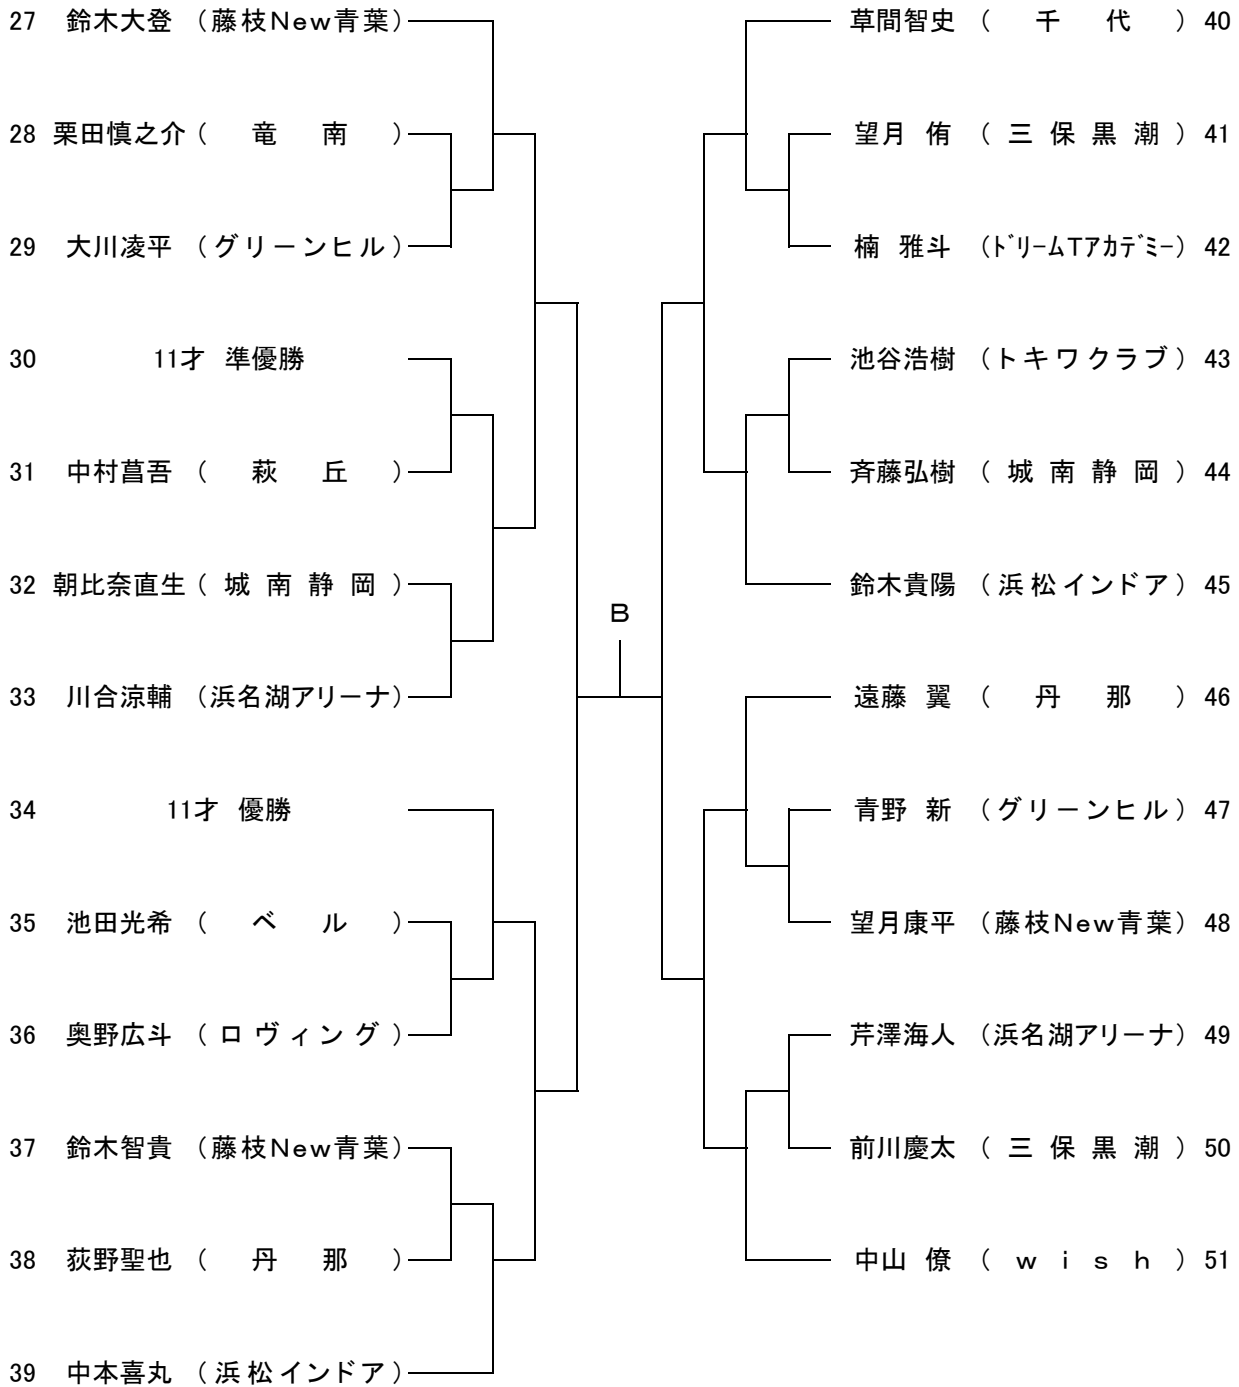 27 鈴木大登 (藤枝New青葉)
28 栗田慎之介 (竜南)
29 大川凌平 (グリーンヒル)
30 11才 準優勝
31 中村菖吾 (萩丘)
32 朝比奈直生 (城南静岡)
33 川合涼輔 (浜名湖アリーナ)
34 11才 優勝
35 池田光希 (ベル)
36 奥野広斗 (ロヴィング)
37 鈴木智貴 (藤枝New青葉)
38 荻野聖也 (丹那)
39 中本喜丸 (浜松インドア)
B
草間智史 (千代) 40
望月 侑 (三保黒潮) 41
楠 雅斗 (ドリームTアカデミー) 42
池谷浩樹 (トキワクラブ) 43
斉藤弘樹 (城南静岡) 44
鈴木貴陽 (浜松インドア) 45
遠藤 翼 (丹那) 46
青野 新 (グリーンヒル) 47
望月康平 (藤枝New青葉) 48
芹澤海人 (浜名湖アリーナ) 49
前川慶太 (三保黒潮) 50
中山 僚 (wish) 51